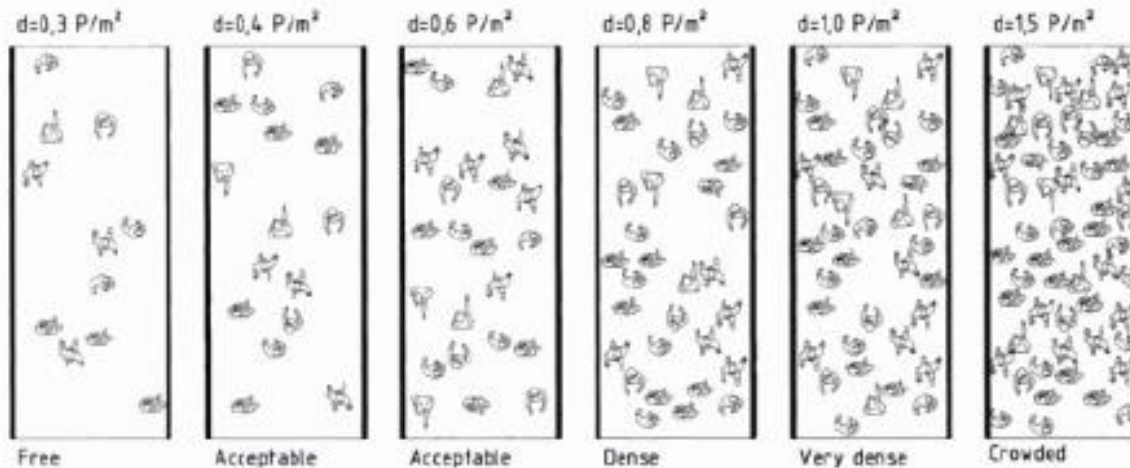 d=0,3 P/m² d=0,4 P/m² d=0,6 P/m² d=0,8 P/m² d=1,0 P/m² d=1,5 P/m²
Free Acceptable Acceptable Dense Very dense Crowded